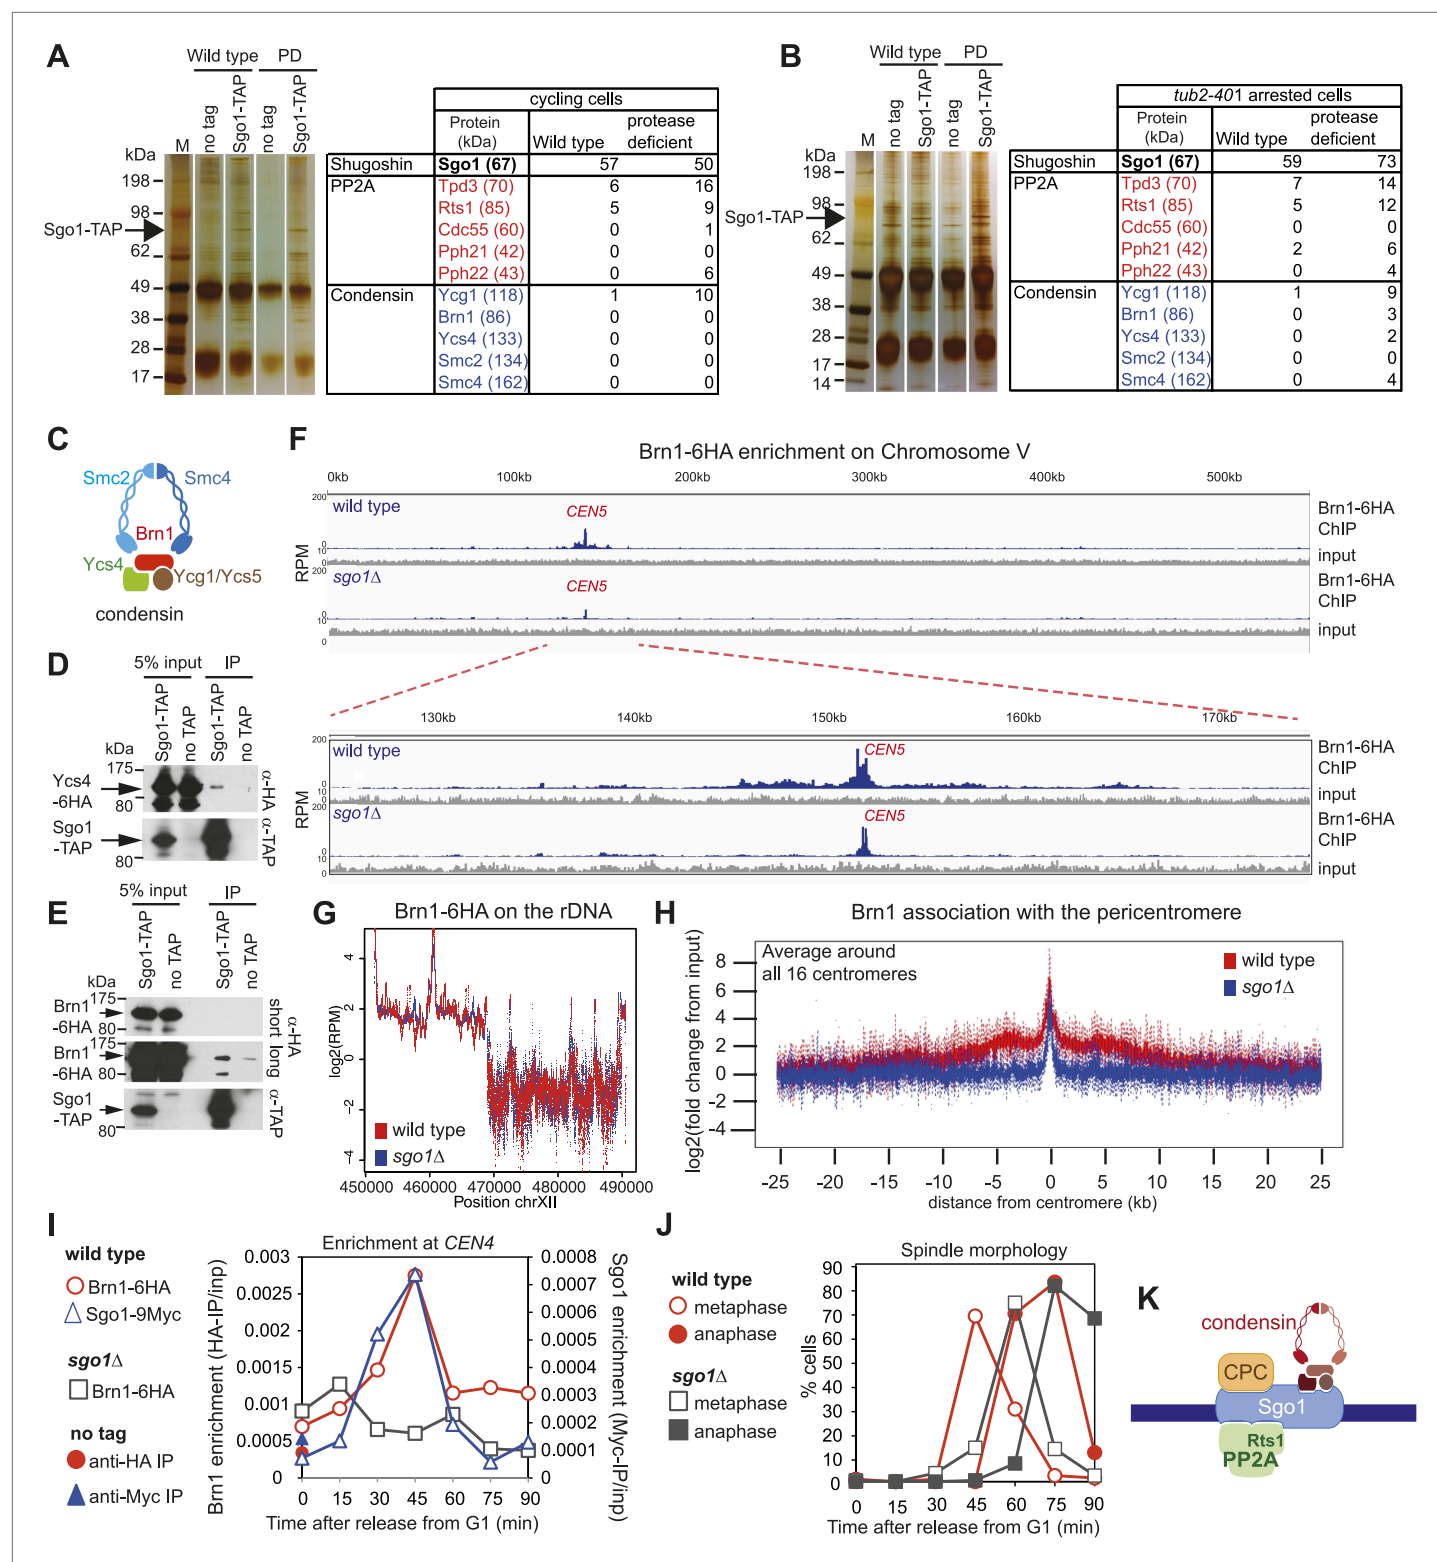 A
Wild type PD
no tag
Sgo1-TAP
no tag
Sgo1-TAP
M
kDa
198
98
Sgo1-TAP
62
49
38
28
17
cycling cells
Protein (kDa) Wild type protease deficient
Shugoshin Sgo1 (67) 57 50
PP2A Tpd3 (70) 6 16
Rts1 (85) 5 9
Cdc55 (60) 0 1
Pph21 (42) 0 0
Pph22 (43) 0 6
Condensin Ycg1 (118) 1 10
Brn1 (86) 0 0
Ycs4 (133) 0 0
Smc2 (134) 0 0
Smc4 (162) 0 0
B
Wild type PD
no tag
Sgo1-TAP
no tag
Sgo1-TAP
M
kDa
198
98
Sgo1-TAP
62
49
38
28
17
14
tub2-401 arrested cells
Protein (kDa) Wild type protease deficient
Shugoshin Sgo1 (67) 59 73
PP2A Tpd3 (70) 7 14
Rts1 (85) 5 12
Cdc55 (60) 0 0
Pph21 (42) 2 6
Pph22 (43) 0 4
Condensin Ycg1 (118) 1 9
Brn1 (86) 0 3
Ycs4 (133) 0 2
Smc2 (134) 0 0
Smc4 (162) 0 4
C
Smc2 Smc4
Brn1
Ycs4
Ycg1/Ycs5
condensin
D
5% input IP
Sgo1-TAP
no TAP
Sgo1-TAP
no TAP
kDa
175
Ycs4
-6HA
80
α-HA
Sgo1
-TAP
80
α-TAP
E
5% input IP
Sgo1-TAP
no TAP
Sgo1-TAP
no TAP
kDa
175
Brn1
-6HA
80
short
175
Brn1
-6HA
80
long
α-HA
Sgo1
-TAP
80
α-TAP
F
Brn1-6HA enrichment on Chromosome V
0kb 100kb 200kb 300kb 400kb 500kb
200
wild type
CEN5
Brn1-6HA
ChIP
0
10
input
0
200
sgo1Δ
CEN5
Brn1-6HA
ChIP
0
10
input
0
RPM
130kb 140kb 150kb 160kb 170kb
200
wild type
CEN5
Brn1-6HA
ChIP
0
10
input
0
200
sgo1Δ
CEN5
Brn1-6HA
ChIP
0
10
input
0
RPM
G
Brn1-6HA on the rDNA
log2(RPM)
4
2
0
-2
-4
wild type
sgo1Δ
450000 460000 470000 480000 490000
Position chrXII
H
Brn1 association with the pericentromere
Average around
all 16 centromeres
wild type
sgo1Δ
log2(fold change from input)
8
6
4
2
0
-2
-4
-25 -20 -15 -10 -5 0 5 10 15 20 25
distance from centromere (kb)
I
wild type
Brn1-6HA
Sgo1-9Myc
sgo1Δ
Brn1-6HA
no tag
anti-HA IP
anti-Myc IP
Enrichment at CEN4
Brn1 enrichment (HA-IP/inp)
0.003
0.0025
0.002
0.0015
0.001
0.0005
0
Sgo1 enrichment (Myc-IP/inp)
0.0008
0.0007
0.0006
0.0005
0.0004
0.0003
0.0002
0.0001
0
0 15 30 45 60 75 90
Time after release from G1 (min)
J
Spindle morphology
wild type
metaphase
anaphase
sgo1Δ
metaphase
anaphase
% cells
90
80
70
60
50
40
30
20
10
0
0 15 30 45 60 75 90
Time after release from G1 (min)
K
condensin
CPC
Sgo1
Rts1
PP2A